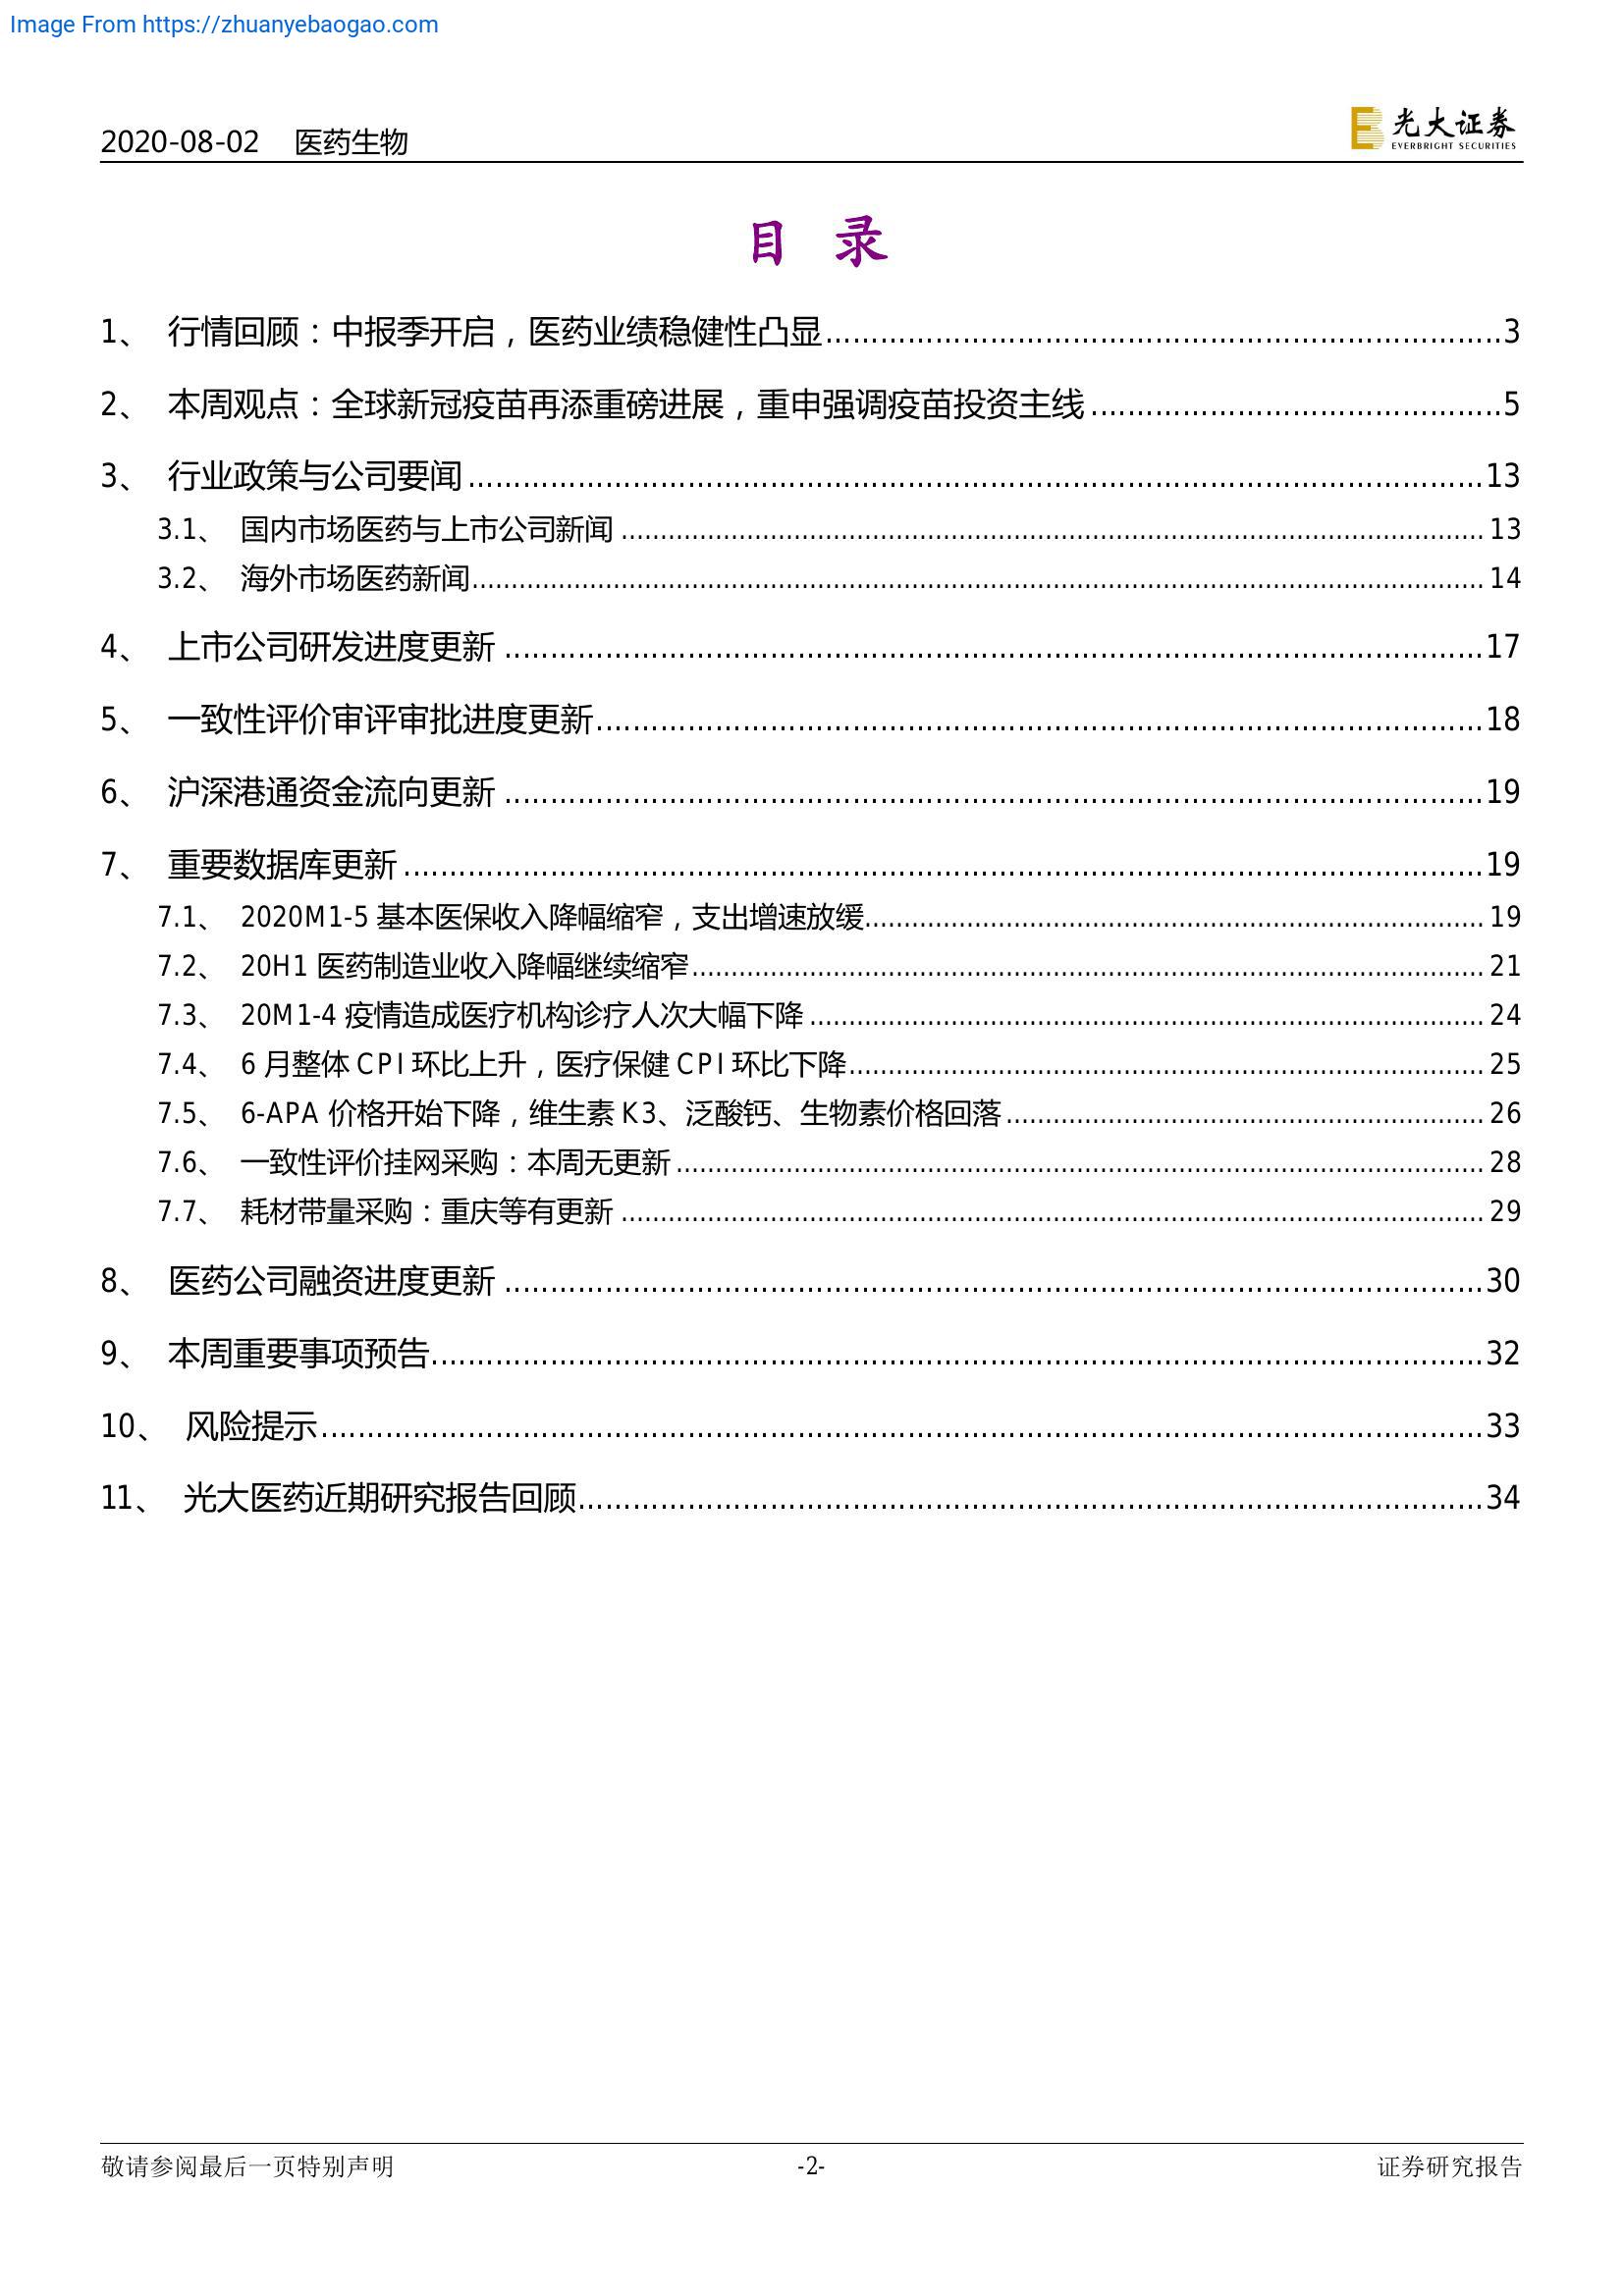 Image From https://zhuanyebaogao.com
2020-08-02 医药生物
光大证券
EVERBRIGHT SECURITIES
目 录
1、 行情回顾：中报季开启，医药业绩稳健性凸显 3
2、 本周观点：全球新冠疫苗再添重磅进展，重申强调疫苗投资主线 5
3、 行业政策与公司要闻 13
3.1、 国内市场医药与上市公司新闻 13
3.2、 海外市场医药新闻 14
4、 上市公司研发进度更新 17
5、 一致性评价审评审批进度更新 18
6、 沪深港通资金流向更新 19
7、 重要数据库更新 19
7.1、 2020M1-5 基本医保收入降幅缩窄，支出增速放缓 19
7.2、 20H1 医药制造业收入降幅继续缩窄 21
7.3、 20M1-4 疫情造成医疗机构诊疗人次大幅下降 24
7.4、 6 月整体 CPI 环比上升，医疗保健 CPI 环比下降 25
7.5、 6-APA 价格开始下降，维生素 K3、泛酸钙、生物素价格回落 26
7.6、 一致性评价挂网采购：本周无更新 28
7.7、 耗材带量采购：重庆等有更新 29
8、 医药公司融资进度更新 30
9、 本周重要事项预告 32
10、 风险提示 33
11、 光大医药近期研究报告回顾 34
敬请参阅最后一页特别声明 -2- 证券研究报告